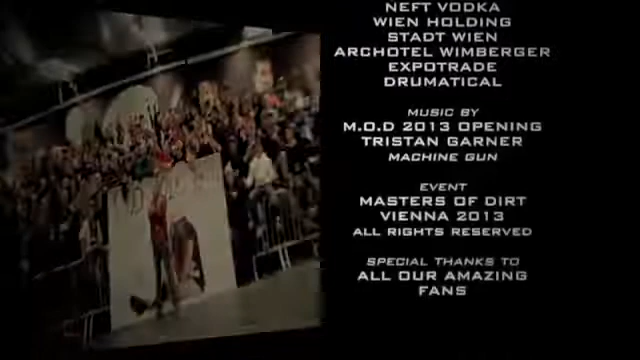 NEFT VODKA
WIEN HOLDING
STADT WIEN
ARCHOTEL WIMBERGER
EXPOTRADE
DRUMATICAL
MUSIC BY
M.O.D 2013 OPENING
TRISTAN GARNER
MACHINE GUN
EVENT
MASTERS OF DIRT
VIENNA 2013
ALL RIGHTS RESERVED
SPECIAL THANKS TO
ALL OUR AMAZING
FANS